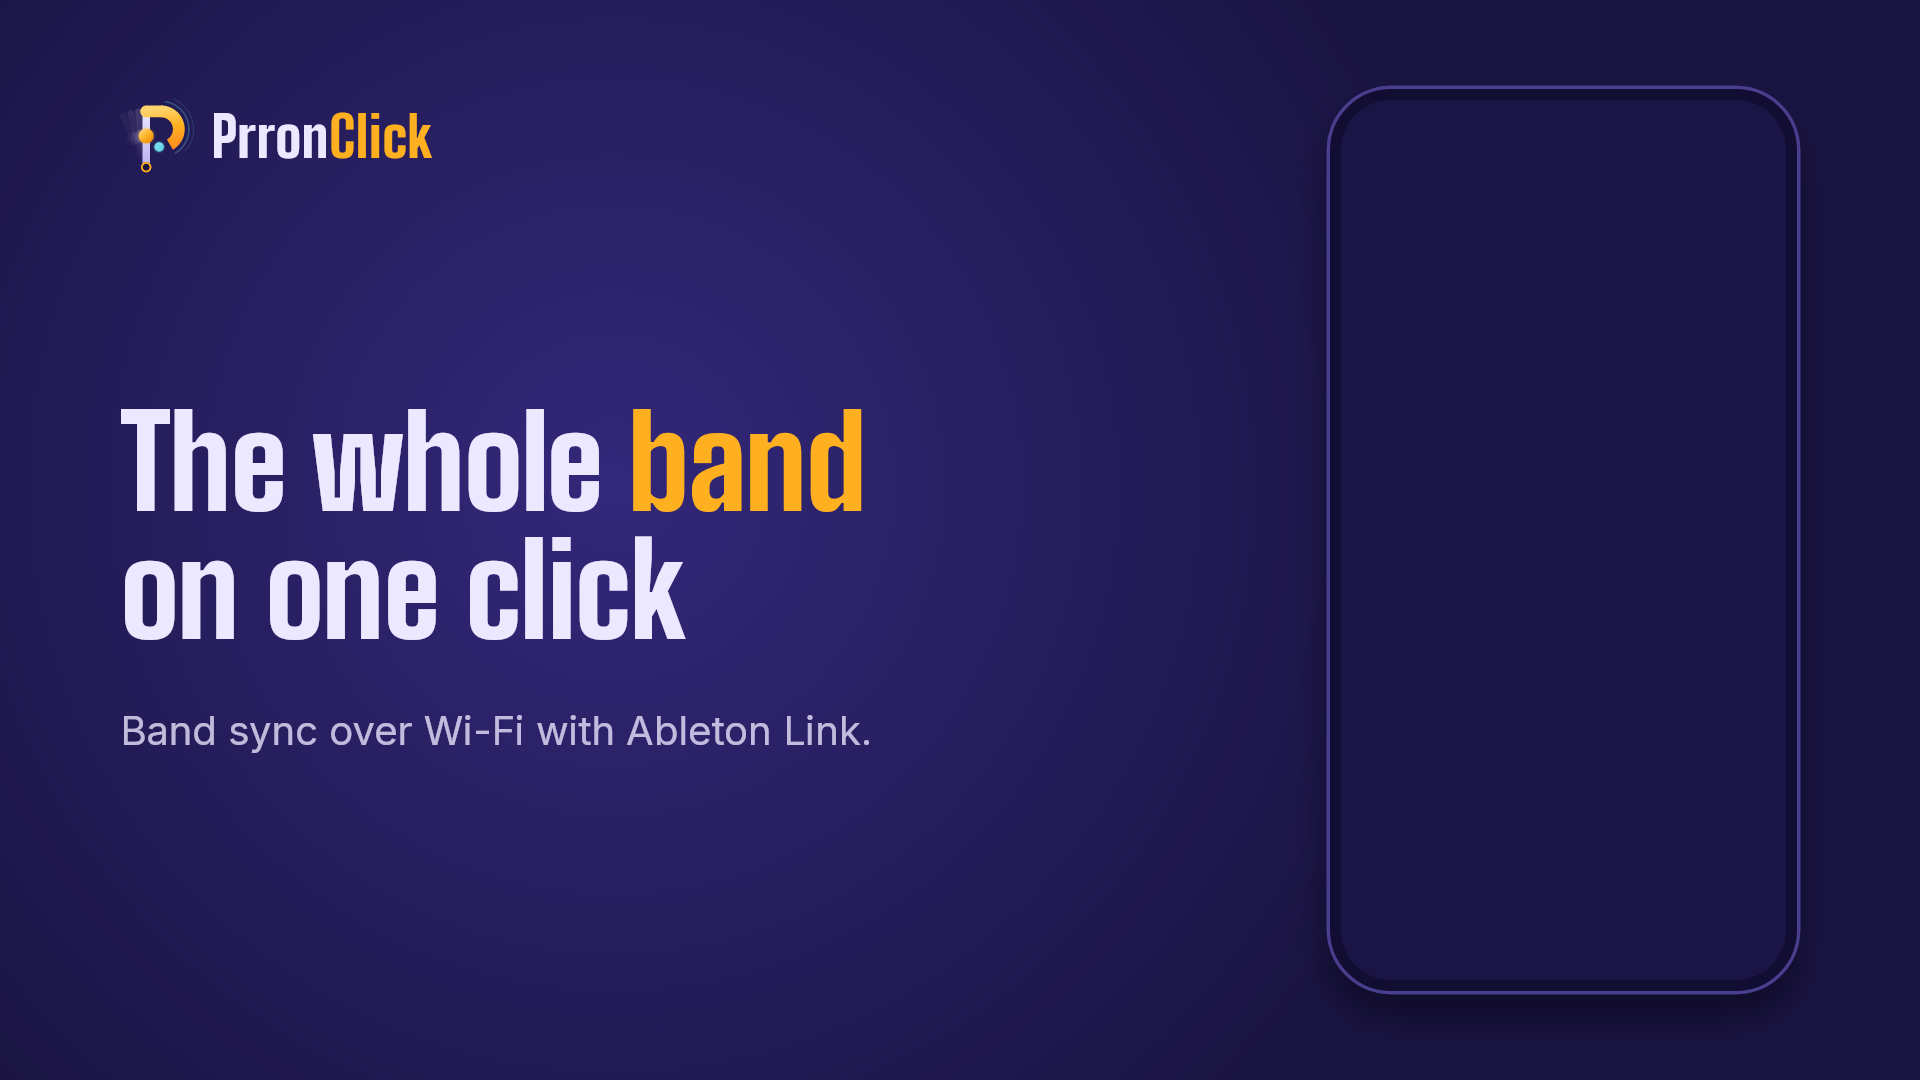 PrronClick
The whole band
on one click
Band sync over Wi-Fi with Ableton Link.